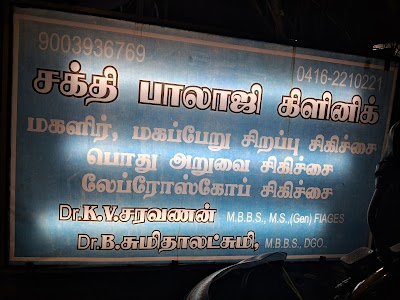 9003936769 0416-2210221
சக்தி பாலாஜி கிளினிக்
மகளிர், மகப்பேறு சிறப்பு சிகிச்சை
பொது அறுவை சிகிச்சை
லேப்ரோஸ்கோப் சிகிச்சை
Dr.K.V.சரவணன் M.B.B.S., M.S.,(Gen) FIAGES
Dr.B.சுமிதாலட்சுமி, M.B.B.S., DGO.,